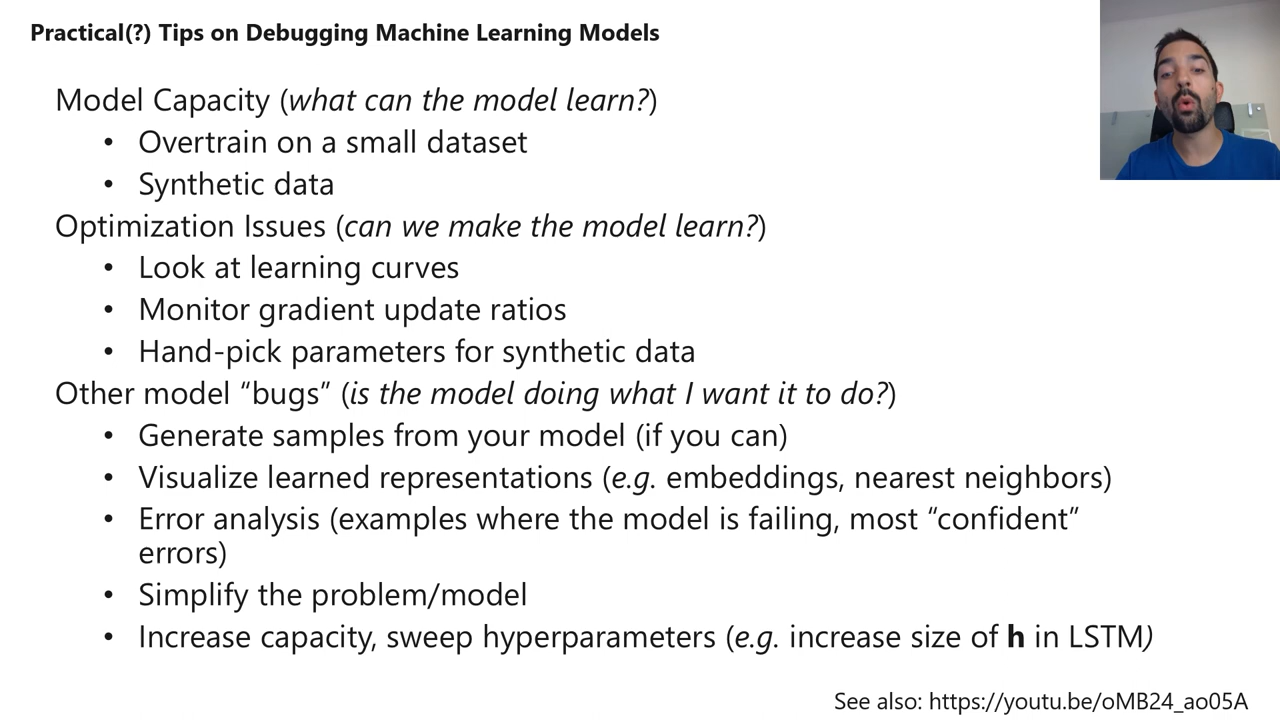 Practical(?) Tips on Debugging Machine Learning Models
Model Capacity (what can the model learn?)
• Overtrain on a small dataset
• Synthetic data
Optimization Issues (can we make the model learn?)
• Look at learning curves
• Monitor gradient update ratios
• Hand-pick parameters for synthetic data
Other model “bugs” (is the model doing what I want it to do?)
• Generate samples from your model (if you can)
• Visualize learned representations (e.g. embeddings, nearest neighbors)
• Error analysis (examples where the model is failing, most “confident”
errors)
• Simplify the problem/model
• Increase capacity, sweep hyperparameters (e.g. increase size of h in LSTM)
See also: https://youtu.be/oMB24_ao05A